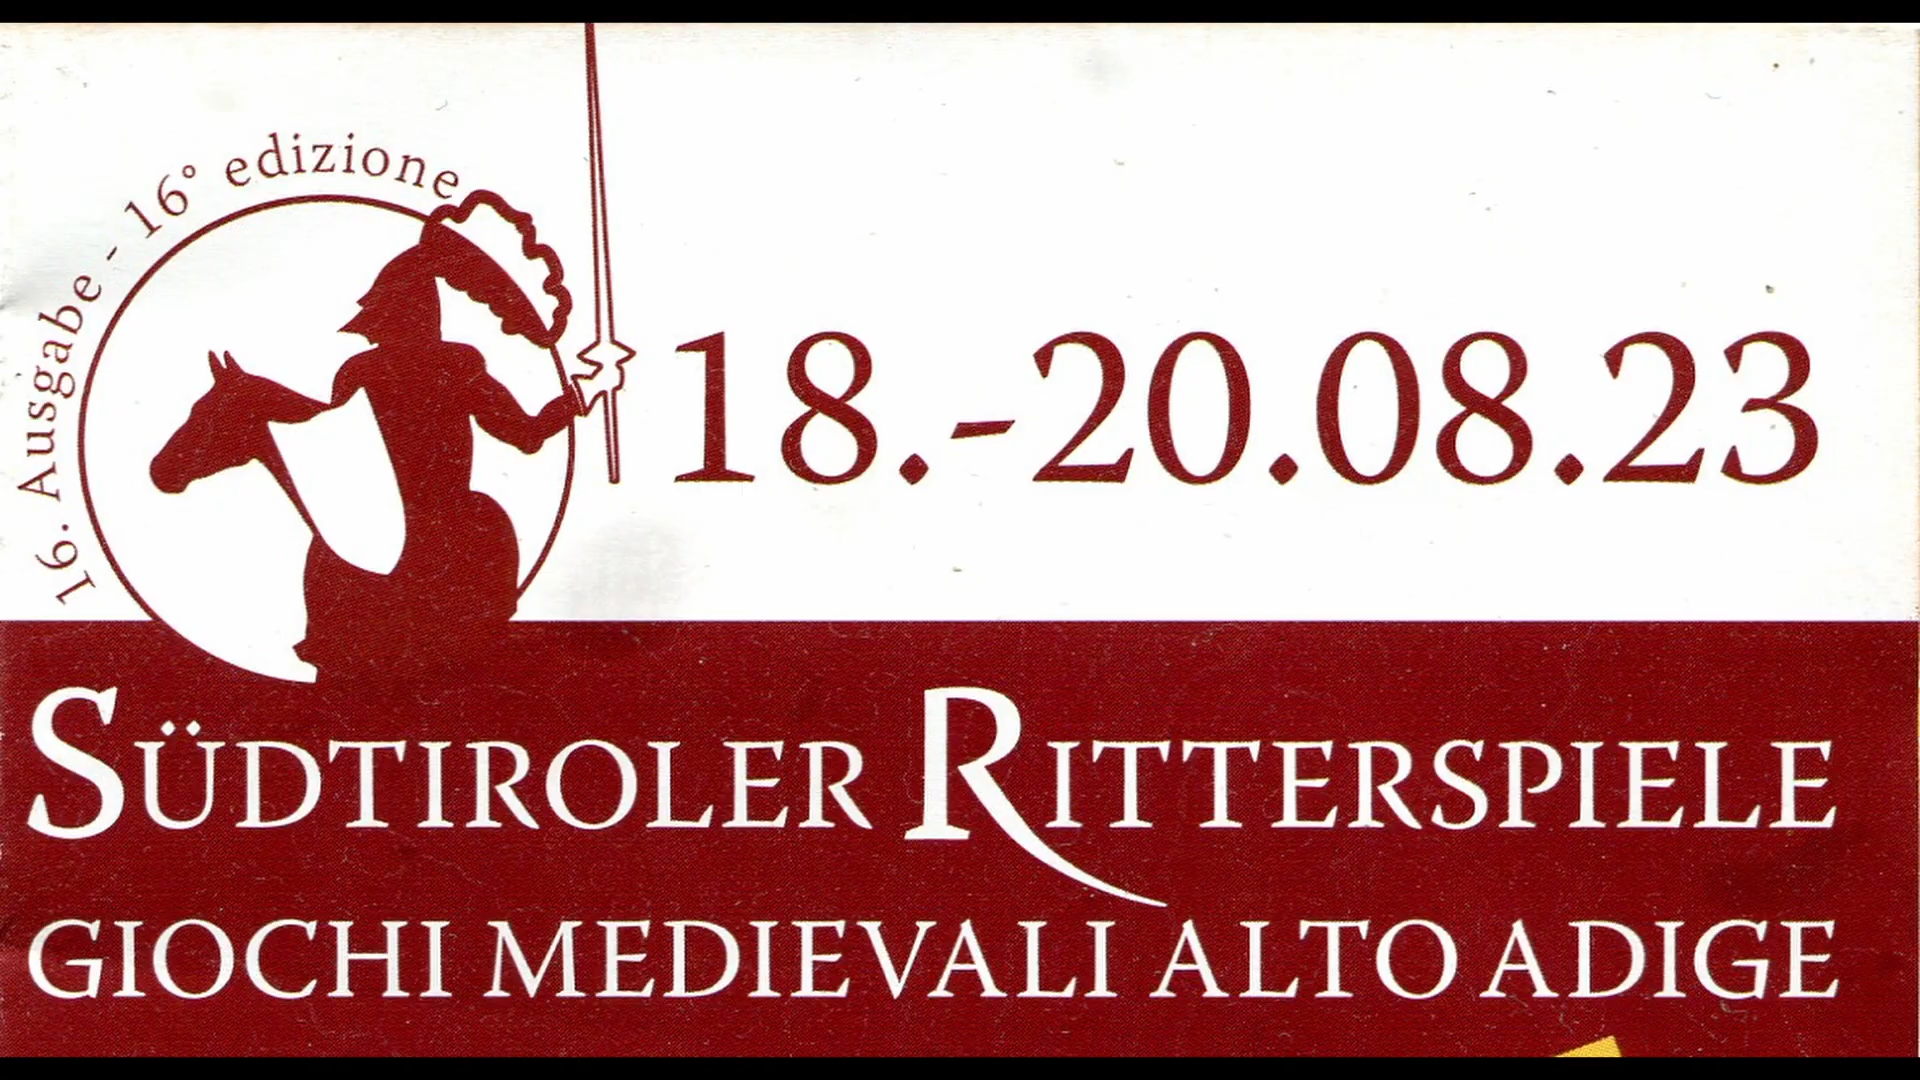 16. Ausgabe - 16° edizione
18.-20.08.23
SÜDTIROLER RITTERSPIELE
GIOCHI MEDIEVALI ALTO ADIGE